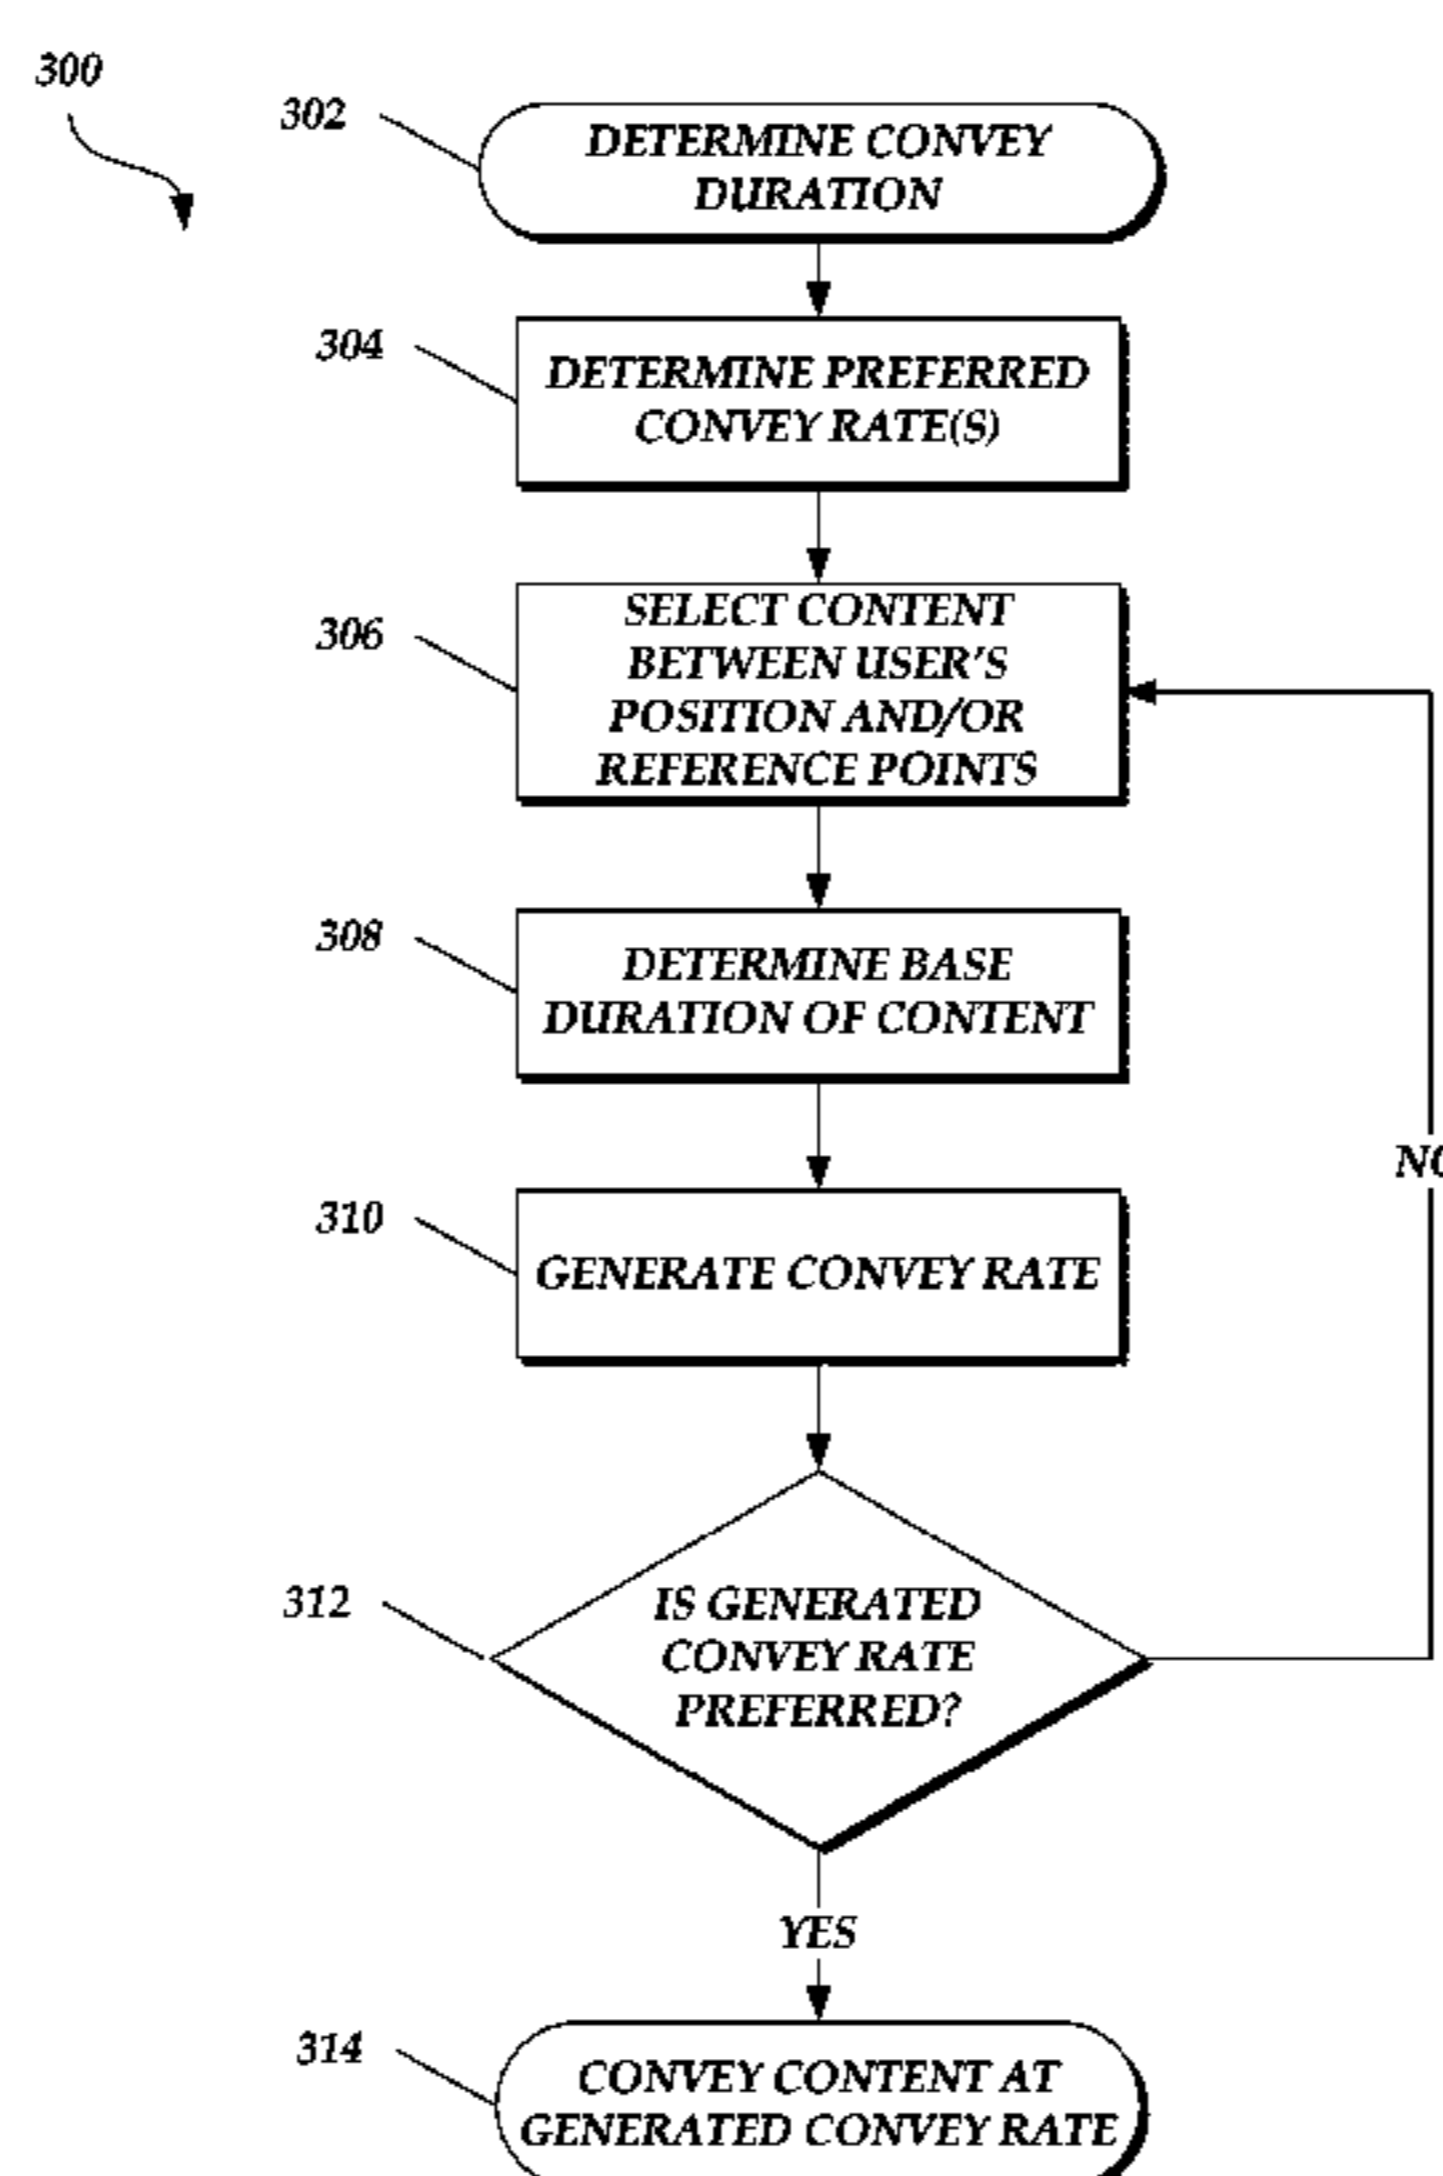 300
302
DETERMINE CONVEY
DURATION
304
DETERMINE PREFERRED
CONVEY RATE(S)
306
SELECT CONTENT
BETWEEN USER'S
POSITION AND/OR
REFERENCE POINTS
308
DETERMINE BASE
DURATION OF CONTENT
NO
310
GENERATE CONVEY RATE
312
IS GENERATED
CONVEY RATE
PREFERRED?
YES
314
CONVEY CONTENT AT
GENERATED CONVEY RATE